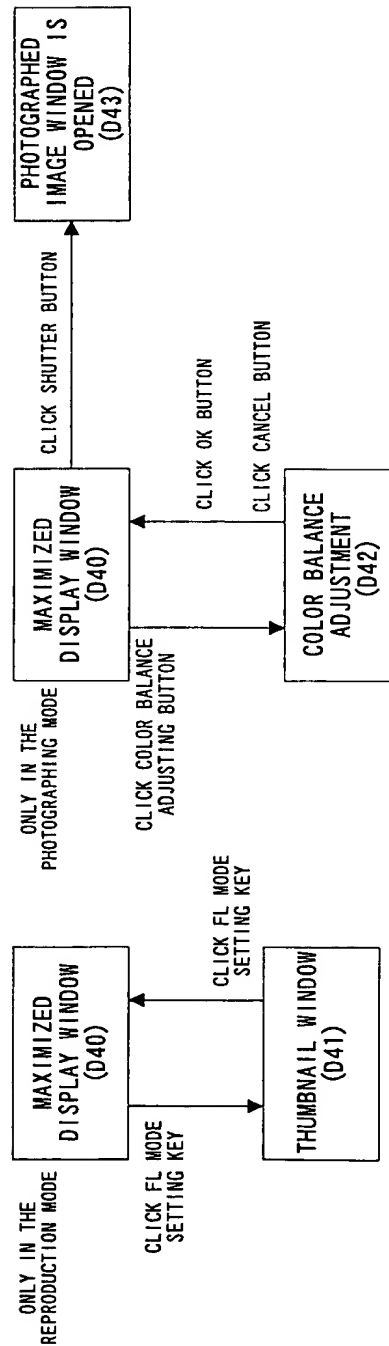 ONLY IN THE
REPRODUCTION MODE
MAXIMIZED
DISPLAY WINDOW
(D40)
CLICK FL MODE
SETTING KEY
CLICK FL MODE
SETTING KEY
THUMBNAIL WINDOW
(D41)
ONLY IN THE
PHOTOGRAPHING MODE
MAXIMIZED
DISPLAY WINDOW
(D40)
CLICK COLOR BALANCE
ADJUSTING BUTTON
CLICK OK BUTTON
CLICK CANCEL BUTTON
COLOR BALANCE
ADJUSTMENT
(D42)
CLICK SHUTTER BUTTON
PHOTOGRAPHED
IMAGE WINDOW IS
OPENED
(D43)